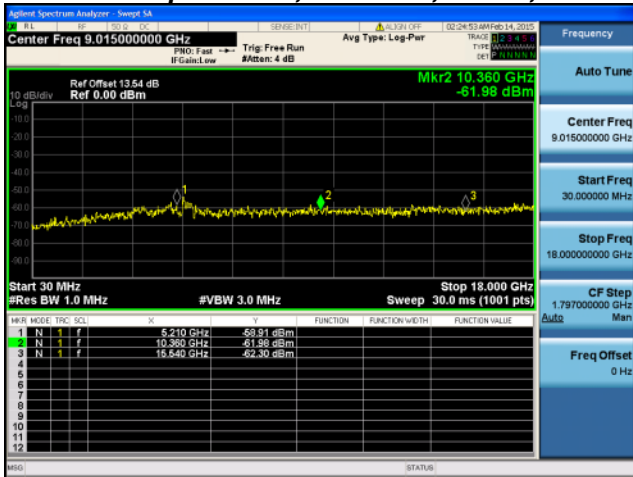 Agilent Spectrum Analyzer - Swept SA
RL RF 50 Ω DC SENSE:INT ALIGN OFF 02:24:53 AM Feb 14, 2015
Center Freq 9.015000000 GHz Avg Type: Log-Pwr TRACE 1 2 3 4 5 6
PNO: Fast Trig: Free Run TYPE
IFGain:Low #Atten: 4 dB DET P N N N N N
Frequency
Auto Tune
Mkr2 10.360 GHz
-61.98 dBm
Ref Offset 13.54 dB
10 dB/div Ref 0.00 dBm
Log
-10.0
-20.0
-30.0
-40.0
-50.0
-60.0
-70.0
-80.0
-90.0
1
2
3
Center Freq
9.015000000 GHz
Start Freq
30.000000 MHz
Stop Freq
18.000000000 GHz
CF Step
1.797000000 GHz
Auto Man
Freq Offset
0 Hz
Start 30 MHz Stop 18.000 GHz
#Res BW 1.0 MHz #VBW 3.0 MHz Sweep 30.0 ms (1001 pts)
MKR MODE TRC SCL X Y FUNCTION FUNCTION WIDTH FUNCTION VALUE
1 N 1 f 5.210 GHz -58.91 dBm
2 N 1 f 10.360 GHz -61.98 dBm
3 N 1 f 15.540 GHz -62.30 dBm
4
5
6
7
8
9
10
11
12
MSG STATUS